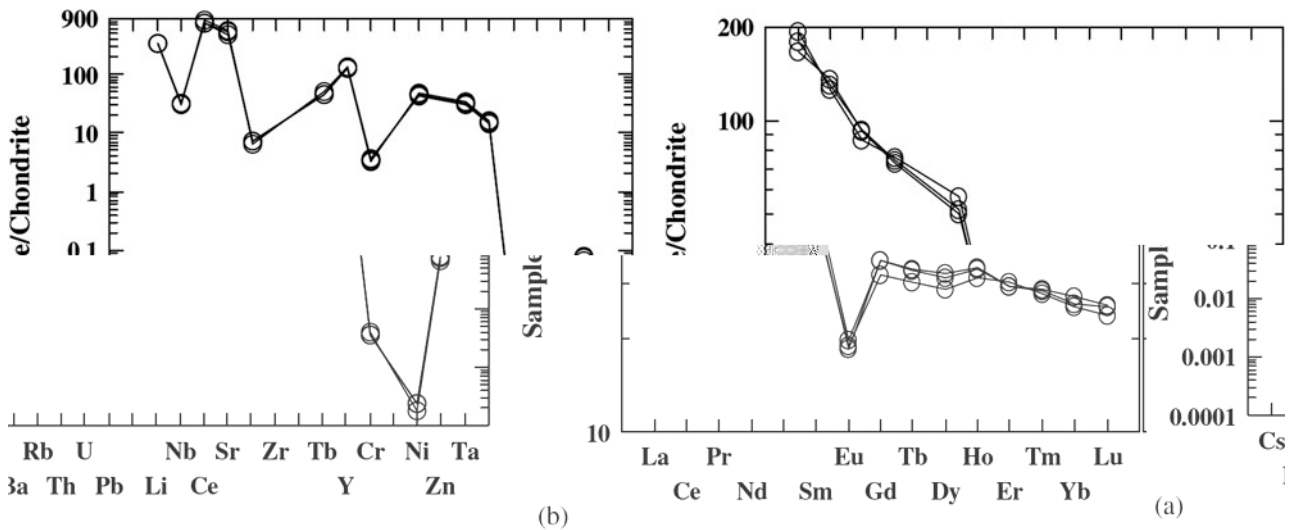 900
100
10
1
0.1
e/Chondrite
Sample
Rb U Nb Sr Zr Tb Cr Ni Ta
Ba Th Pb Li Ce Y Zn
(b)
200
100
10
e/Chondrite
La Pr Eu Tb Ho Tm Lu
Ce Nd Sm Gd Dy Er Yb
(a)
Sample
0.1
0.01
0.001
0.0001
Cs